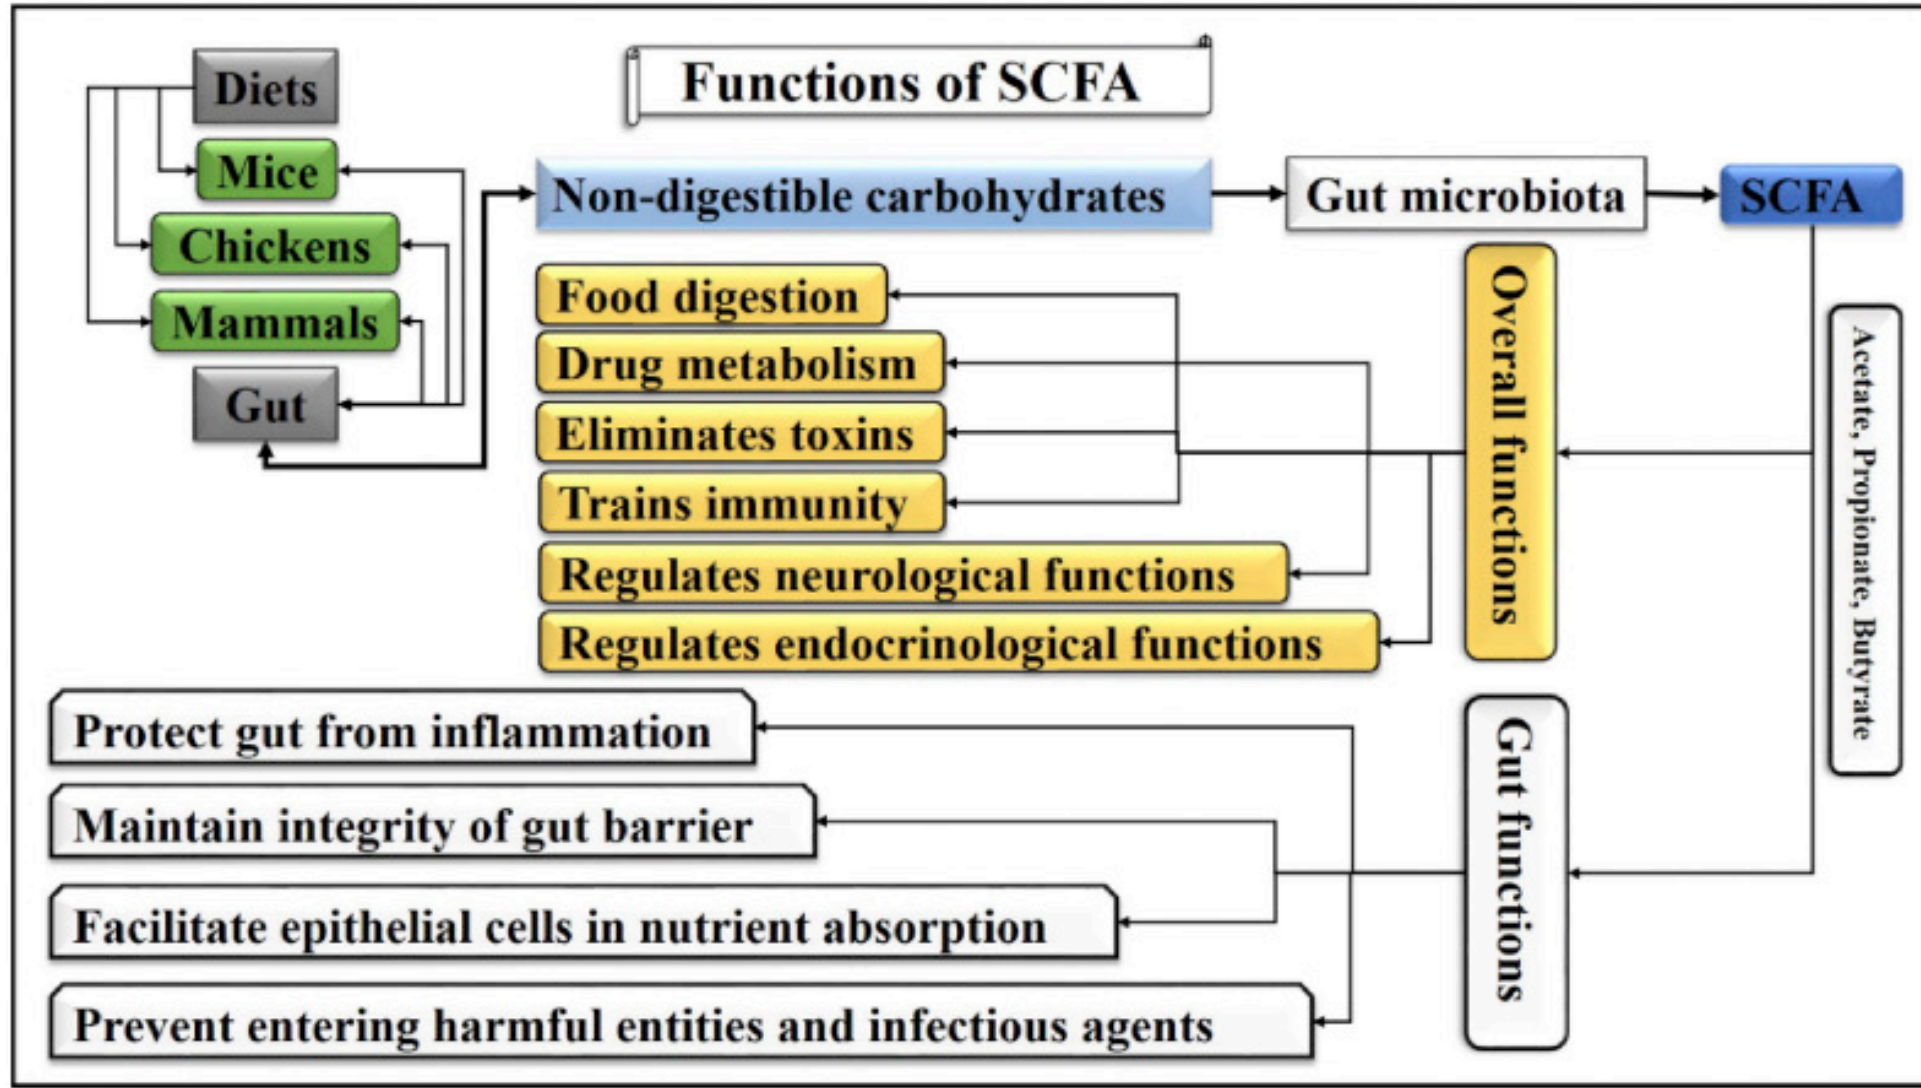 Functions of SCFA
Diets
Mice
Chickens
Mammals
Gut
Non-digestible carbohydrates
Gut microbiota
SCFA
Acetate, Propionate, Butyrate
Overall functions
Food digestion
Drug metabolism
Eliminates toxins
Trains immunity
Regulates neurological functions
Regulates endocrinological functions
Gut functions
Protect gut from inflammation
Maintain integrity of gut barrier
Facilitate epithelial cells in nutrient absorption
Prevent entering harmful entities and infectious agents